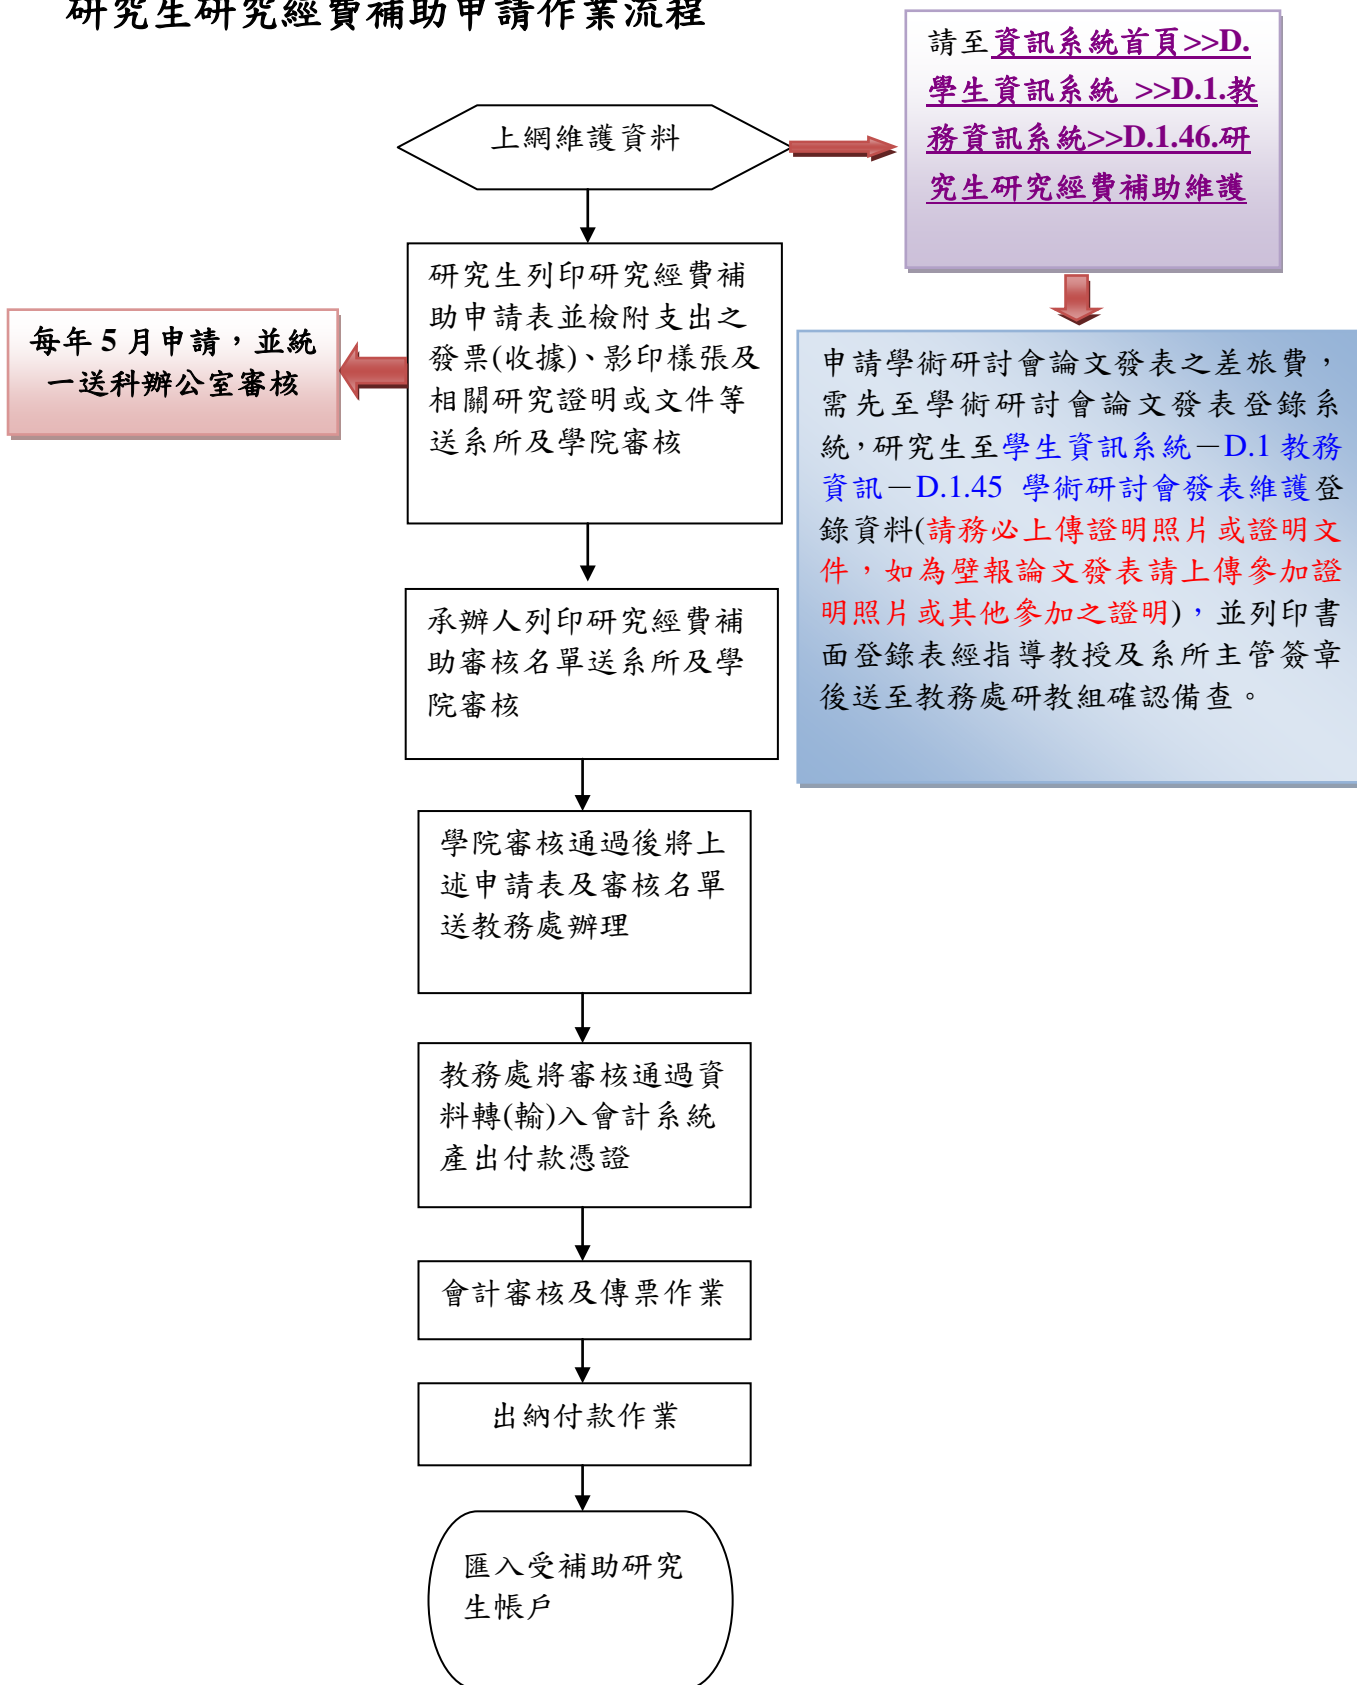 研究生研究經費補助申請作業流程
請至資訊系統首頁>>D.
學生資訊系統 >>D.1.教
務資訊系統>>D.1.46.研
究生研究經費補助維護
上網維護資料
研究生列印研究經費補
助申請表並檢附支出之
發票(收據)、影印樣張及
相關研究證明或文件等
送系所及學院審核
每年 5 月申請，並統
一送科辦公室審核
申請學術研討會論文發表之差旅費，
需先至學術研討會論文發表登錄系
統，研究生至學生資訊系統－D.1 教務
資訊－D.1.45 學術研討會發表維護登
錄資料(請務必上傳證明照片或證明文
件，如為壁報論文發表請上傳參加證
明照片或其他參加之證明)，並列印書
面登錄表經指導教授及系所主管簽章
後送至教務處研教組確認備查。
承辦人列印研究經費補
助審核名單送系所及學
院審核
學院審核通過後將上
述申請表及審核名單
送教務處辦理
教務處將審核通過資
料轉(輸)入會計系統
產出付款憑證
會計審核及傳票作業
出納付款作業
匯入受補助研究
生帳戶